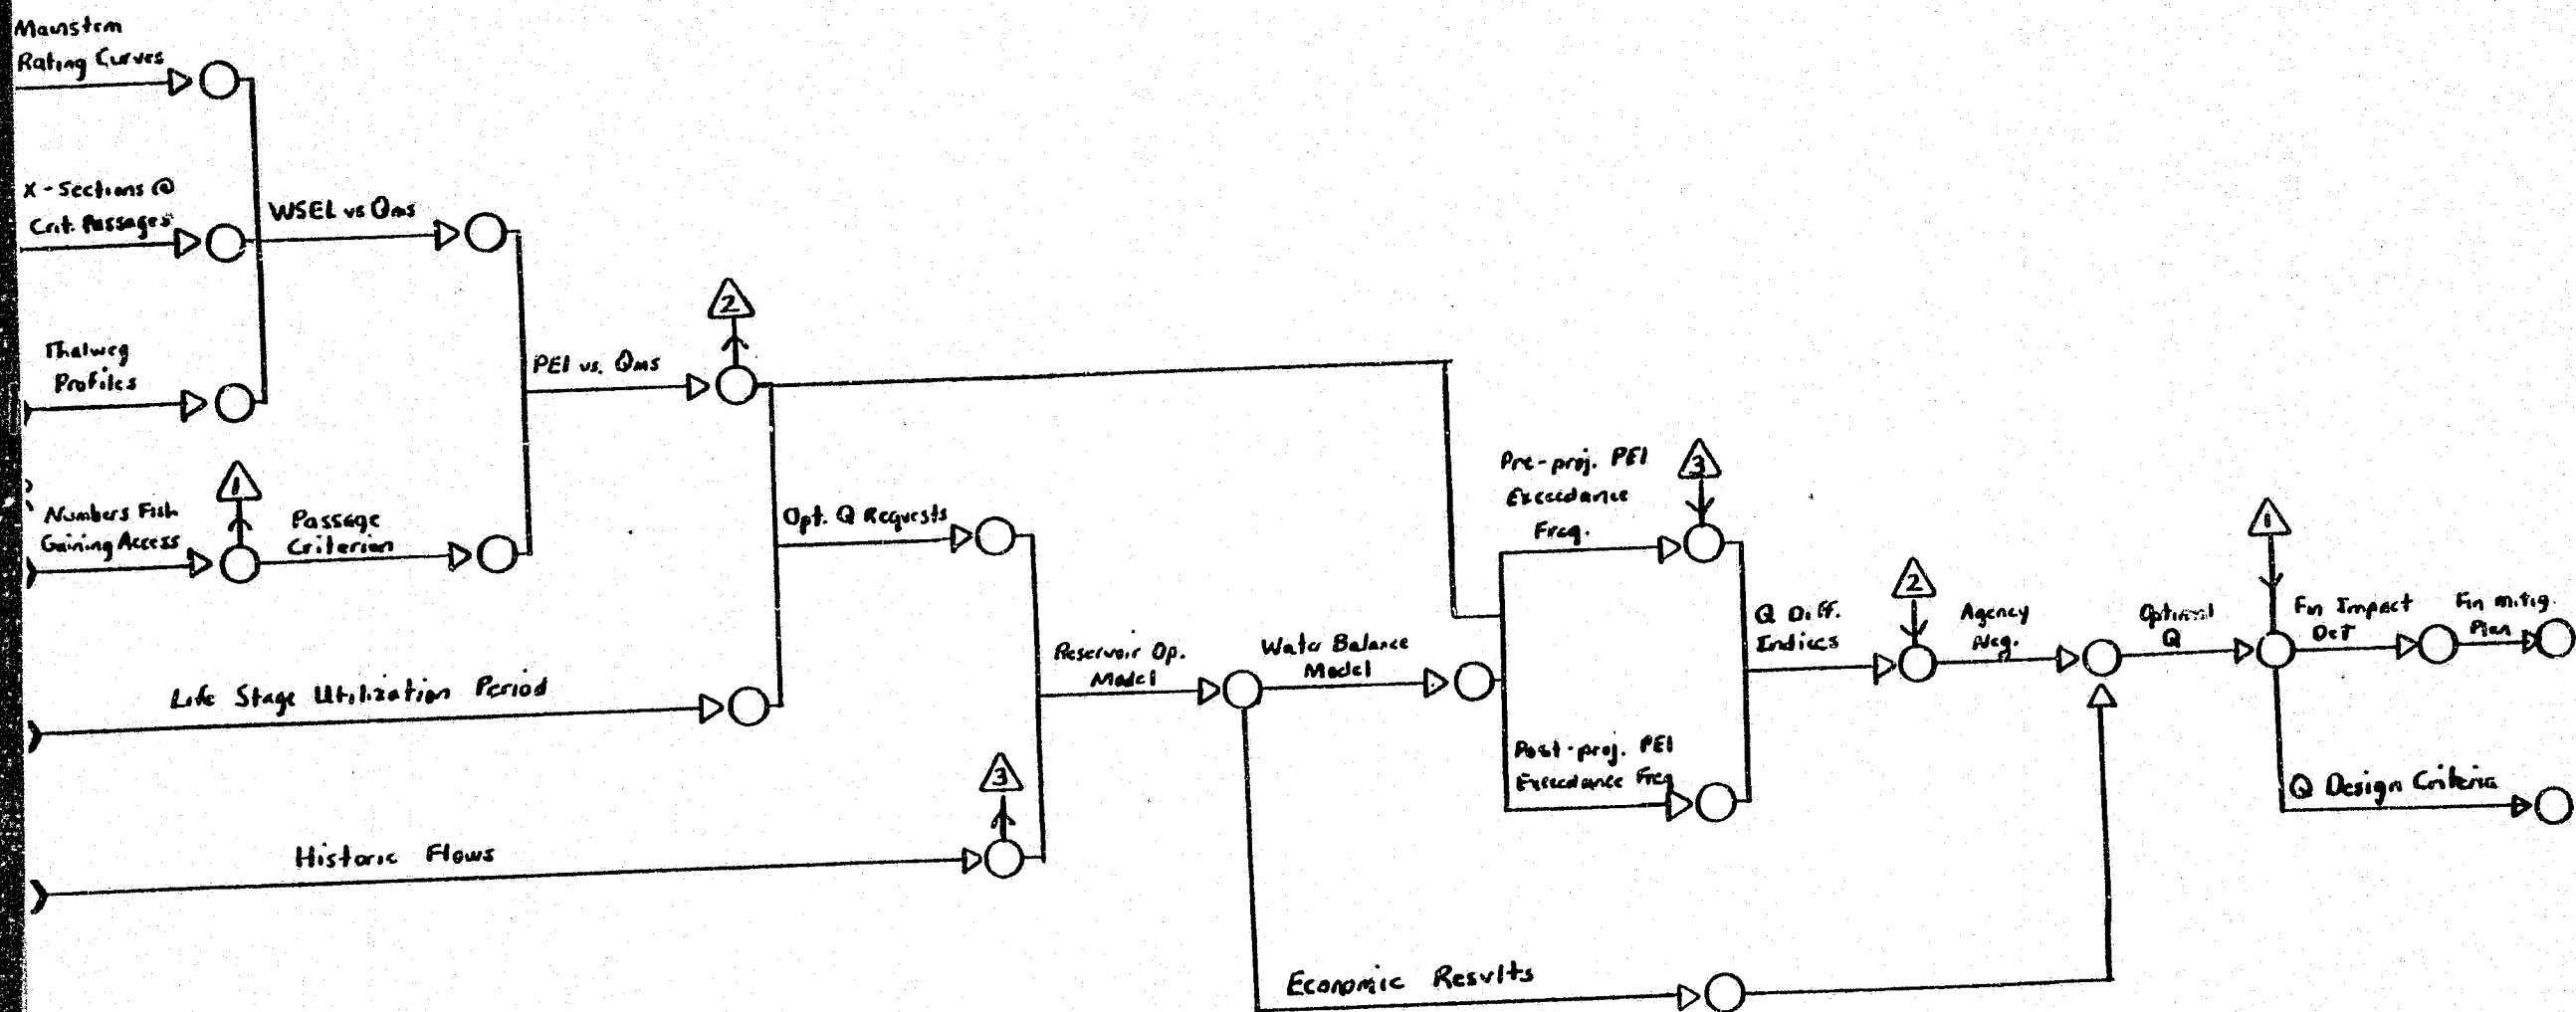 Mainstem
Rating Curves
X-Sections @
Crit. Passages
WSEL vs Qms
Thalweg
Profiles
2
PEI vs. Qms
1
Numbers Fish
Gaining Access
Passage
Criterion
Opt. Q Requests
Life Stage Utilization Period
3
Historic Flows
Reservoir Op.
Model
Water Balance
Model
Pre-proj. PEI
Exceedance
Freq.
3
Post-proj. PEI
Exceedance Freq
Q Diff.
Indices
2
Agency
Neg.
Optimal
Q
1
Fin Impact
Det
Fin mitig.
Plan
Q Design Criteria
Economic Results